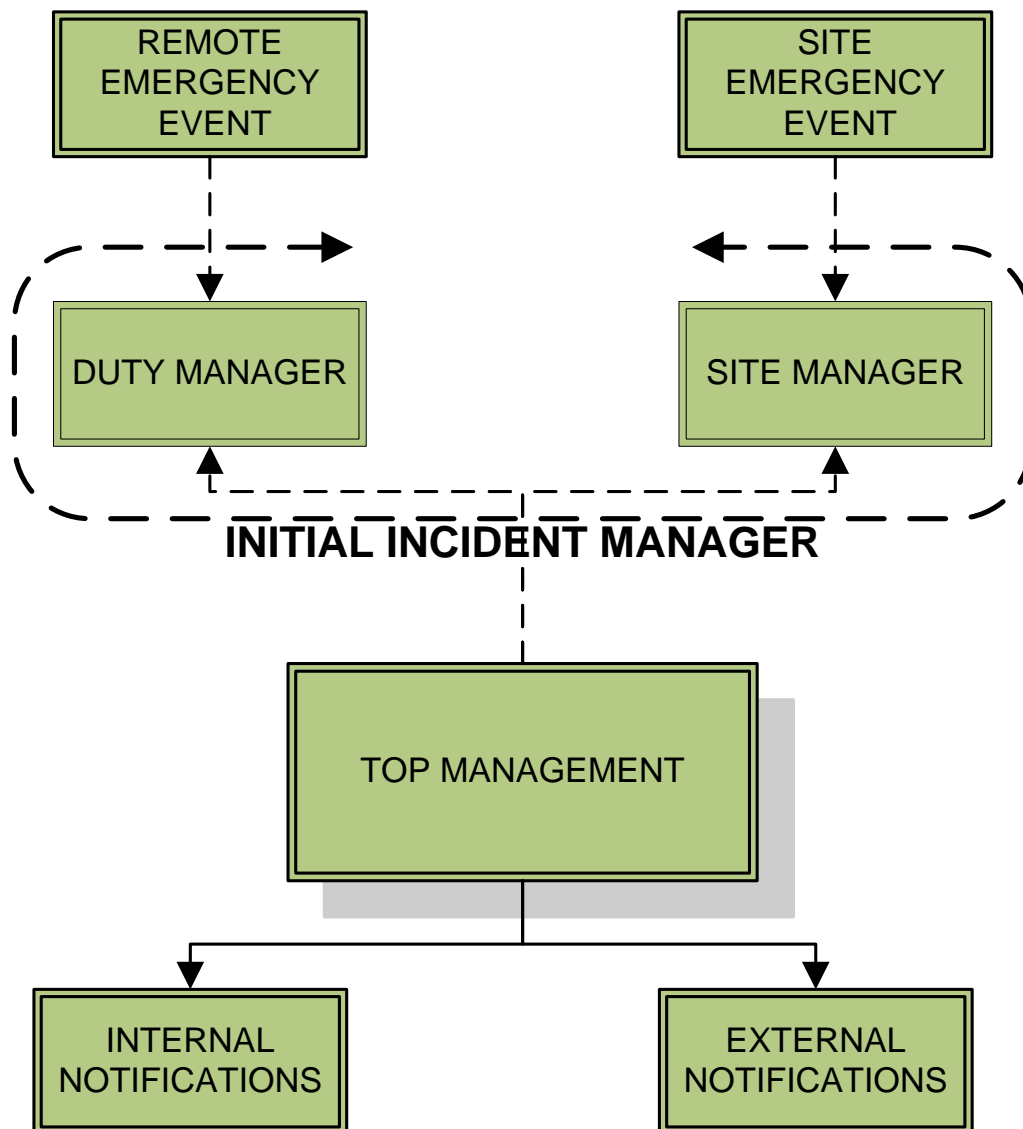 REMOTE
EMERGENCY
EVENT
SITE
EMERGENCY
EVENT
DUTY MANAGER
SITE MANAGER
INITIAL INCIDENT MANAGER
TOP MANAGEMENT
INTERNAL
NOTIFICATIONS
EXTERNAL
NOTIFICATIONS